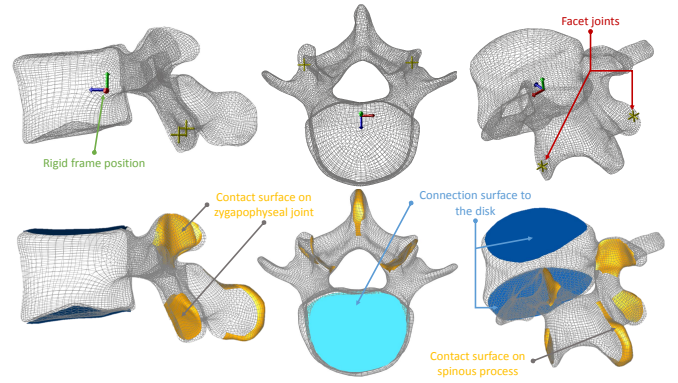 Facet joints
Rigid frame position
Contact surface on
zygapophyseal joint
Connection surface to
the disk
Contact surface on
spinous process